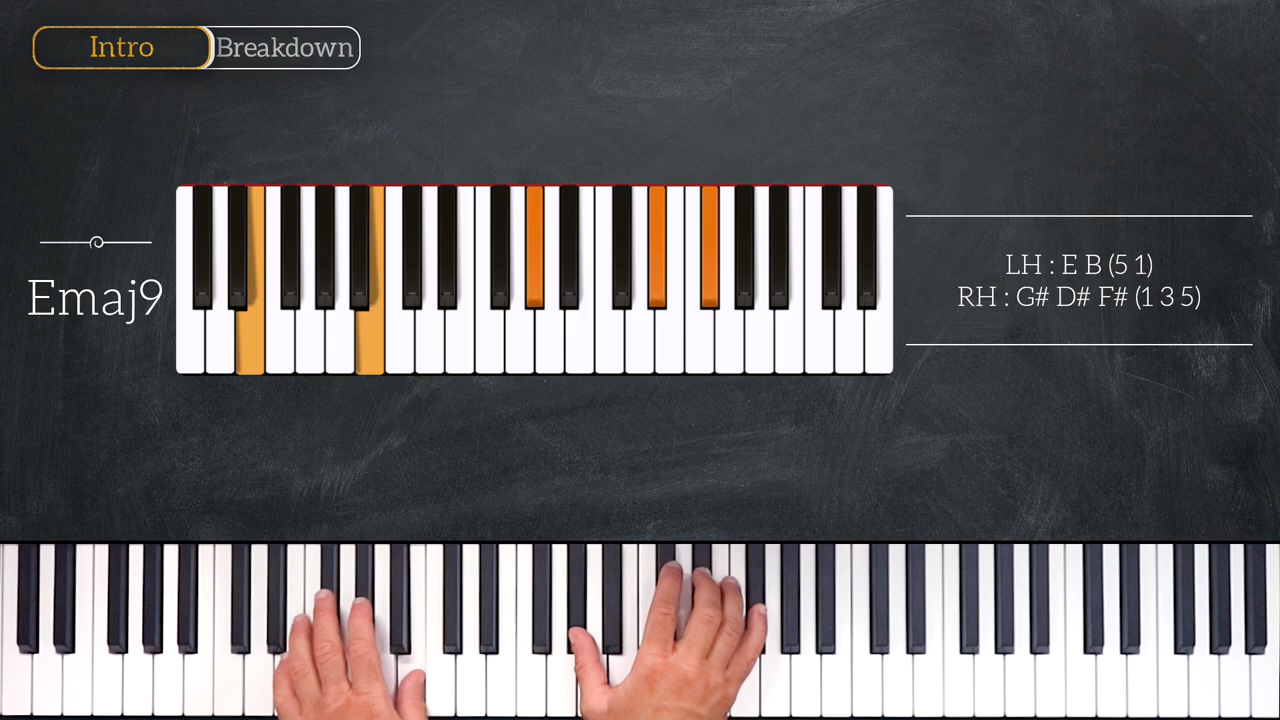 Intro
Breakdown
Emaj9
LH : E B (5 1)
RH : G# D# F# (1 3 5)